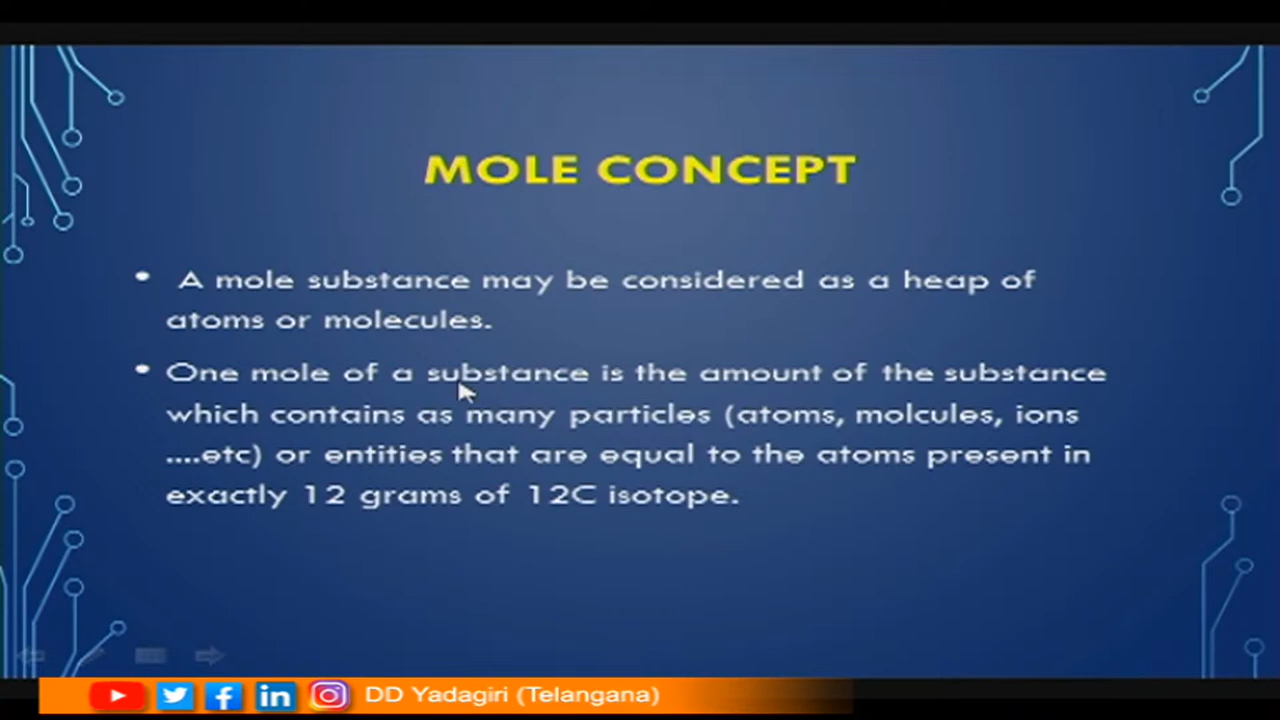 MOLE CONCEPT
• A mole substance may be considered as a heap of
atoms or molecules.
• One mole of a substance is the amount of the substance
which contains as many particles (atoms, molcules, ions
....etc) or entities that are equal to the atoms present in
exactly 12 grams of 12C isotope.
DD Yadagiri (Telangana)